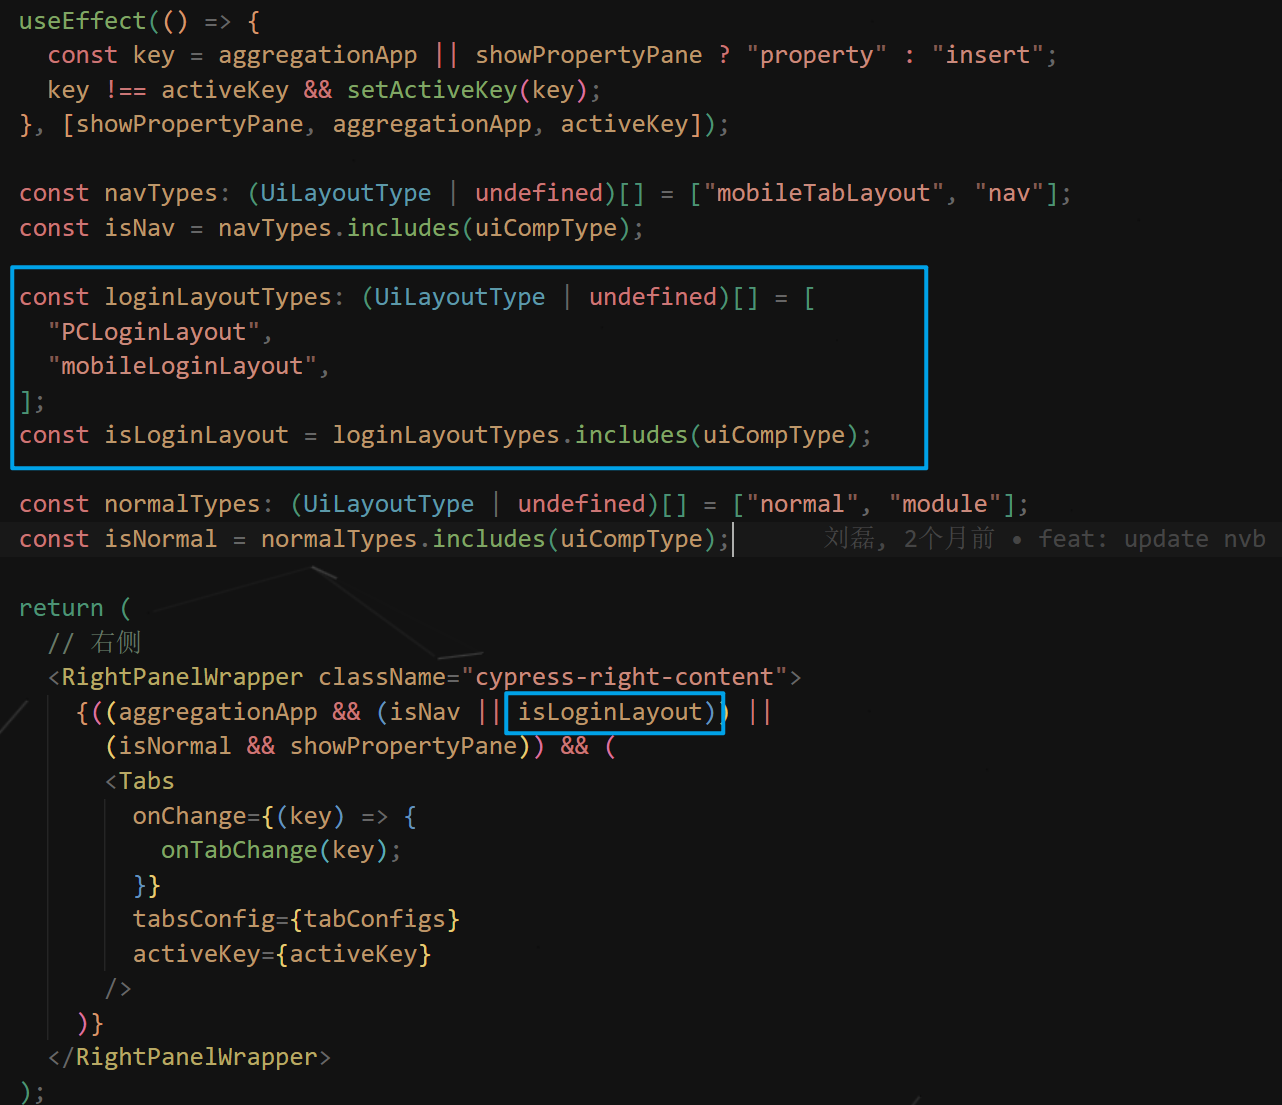 useEffect(() => {
  const key = aggregationApp || showPropertyPane ? "property" : "insert";
  key !== activeKey && setActiveKey(key);
}, [showPropertyPane, aggregationApp, activeKey]);
const navTypes: (UiLayoutType | undefined)[] = ["mobileTabLayout", "nav"];
const isNav = navTypes.includes(uiCompType);
const loginLayoutTypes: (UiLayoutType | undefined)[] = [
  "PCLoginLayout",
  "mobileLoginLayout",
];
const isLoginLayout = loginLayoutTypes.includes(uiCompType);
const normalTypes: (UiLayoutType | undefined)[] = ["normal", "module"];
const isNormal = normalTypes.includes(uiCompType); 刘磊, 2个月前 • feat: update nvb
return (
  // 右侧
  <RightPanelWrapper className="cypress-right-content">
    {((aggregationApp && (isNav || isLoginLayout)) ||
      (isNormal && showPropertyPane)) && (
      <Tabs
        onChange={(key) => {
          onTabChange(key);
        }}
        tabsConfig={tabConfigs}
        activeKey={activeKey}
      />
    )}
  </RightPanelWrapper>
);